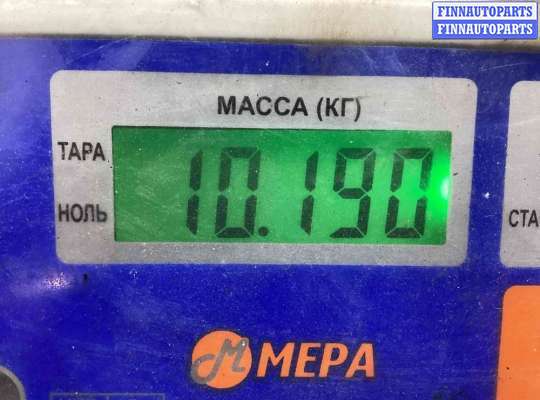 FINNAUTOPARTS
FINNAUTOPARTS
МАССА (КГ)
ТАРА
10.190
НОЛЬ
СТА
МЕРА